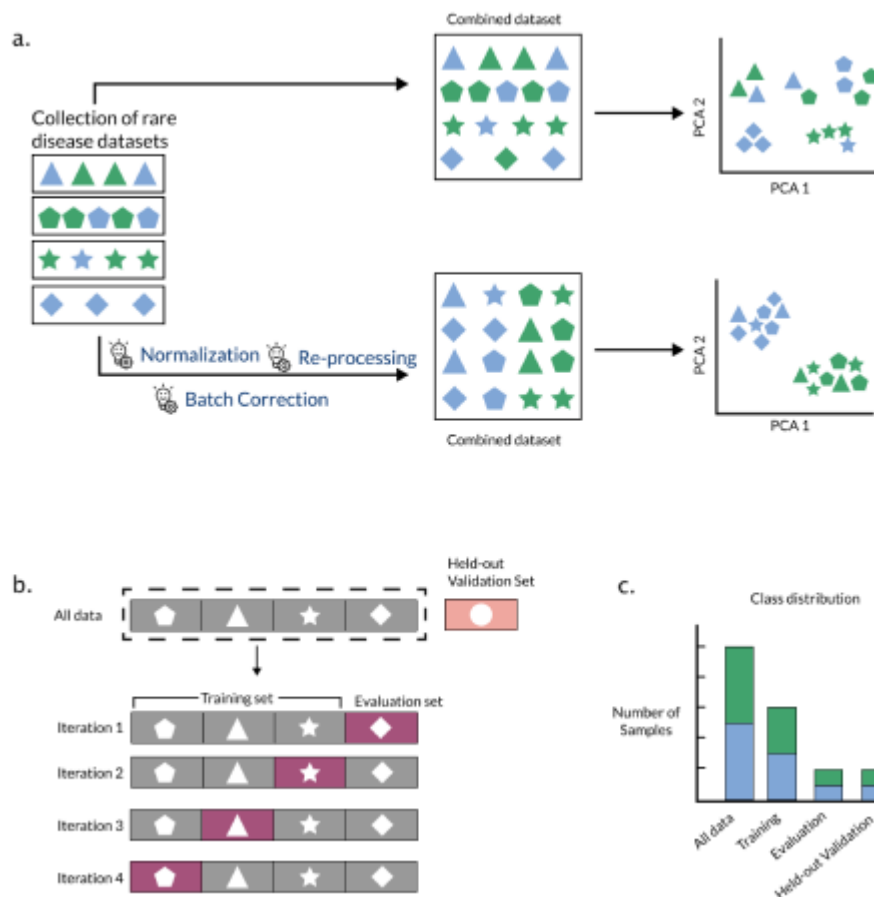 a.
Combined dataset
Collection of rare
disease datasets
PCA 2
PCA 1
Normalization
Re-processing
Batch Correction
Combined dataset
PCA 2
PCA 1
b.
Held-out
Validation Set
All data
Training set
Evaluation set
Iteration 1
Iteration 2
Iteration 3
Iteration 4
c.
Class distribution
Number of
Samples
All data
Training
Evaluation
Held-out Validation